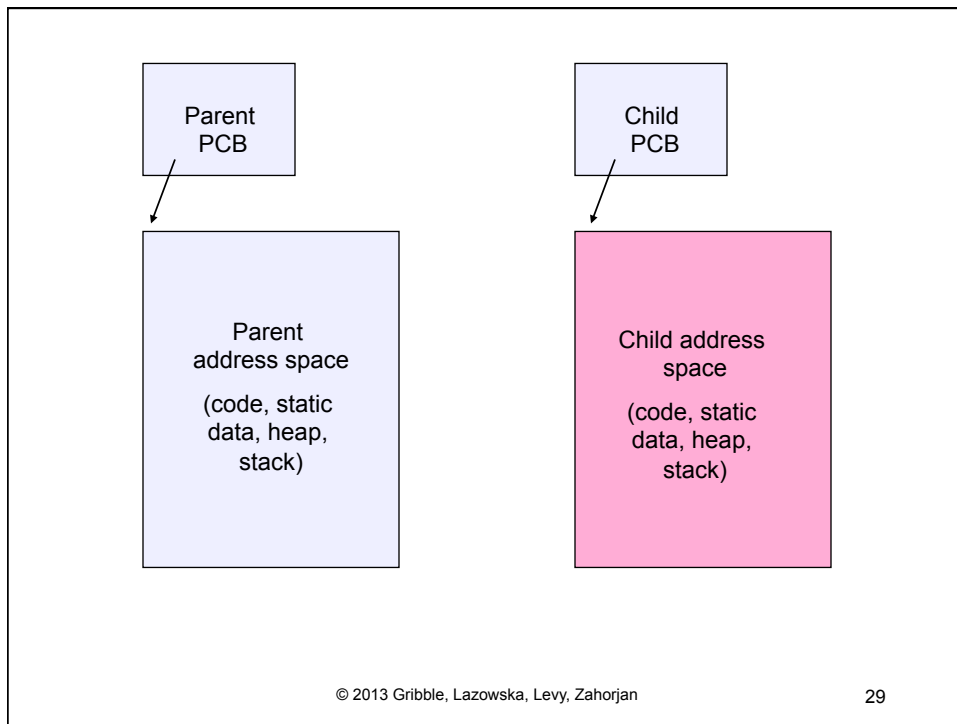 Parent
PCB
Child
PCB
Parent
address space
(code, static
data, heap,
stack)
Child address
space
(code, static
data, heap,
stack)
© 2013 Gribble, Lazowska, Levy, Zahorjan
29